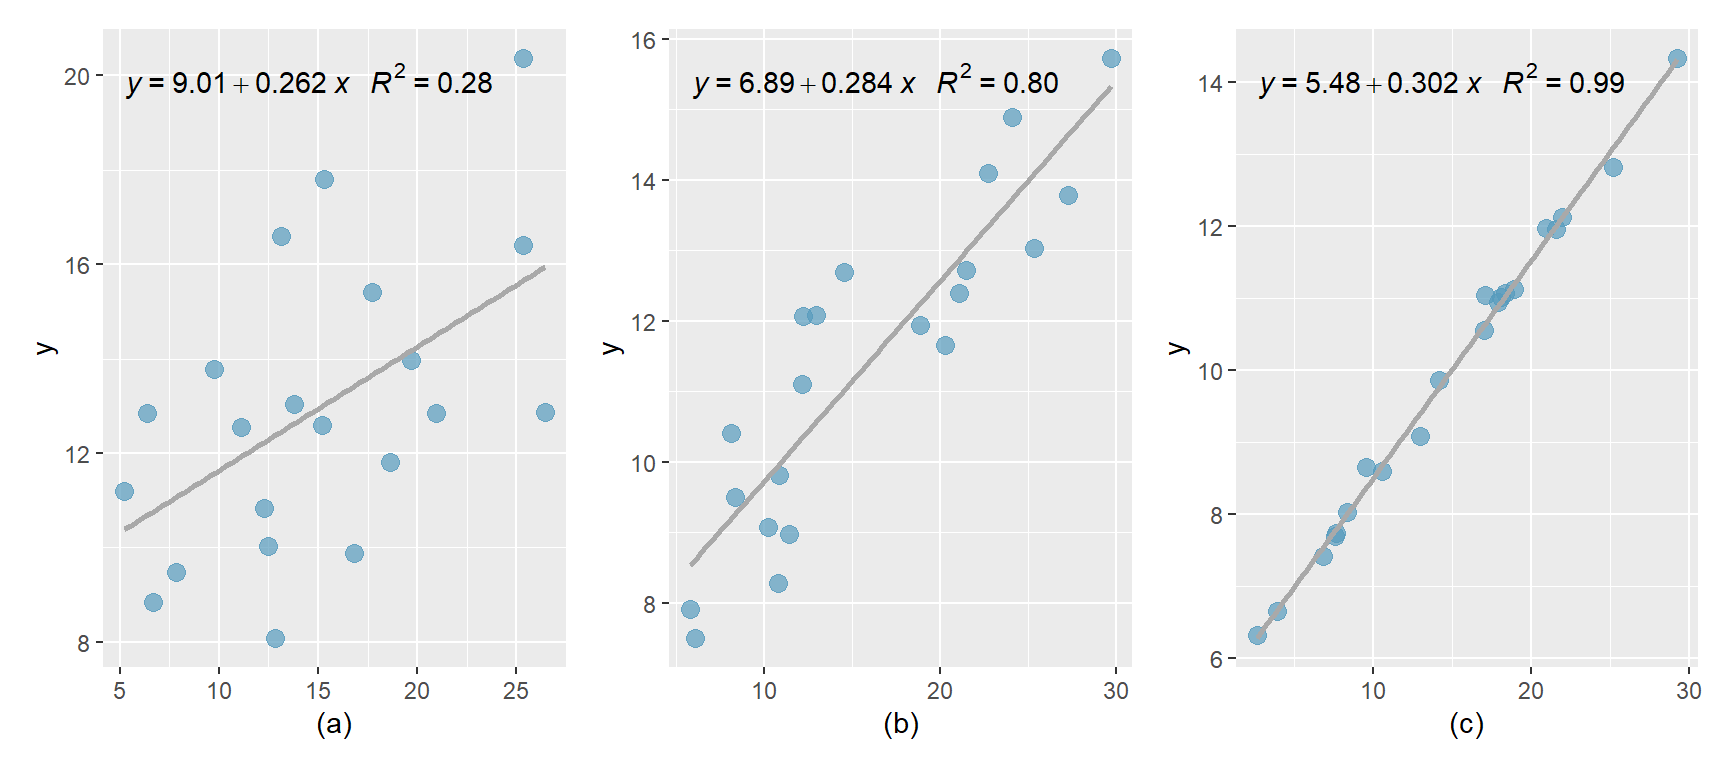 y = 9.01 + 0.262 x R² = 0.28
20
16
12
8
y
5 10 15 20 25
(a)
y = 6.89 + 0.284 x R² = 0.80
16
14
12
10
8
y
10 20 30
(b)
y = 5.48 + 0.302 x R² = 0.99
14
12
10
8
6
y
10 20 30
(c)